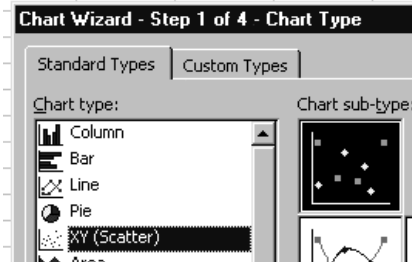 Chart Wizard - Step 1 of 4 - Chart Type
Standard Types Custom Types
Chart type: Chart sub-type:
Column
Bar
Line
Pie
XY (Scatter)
Area